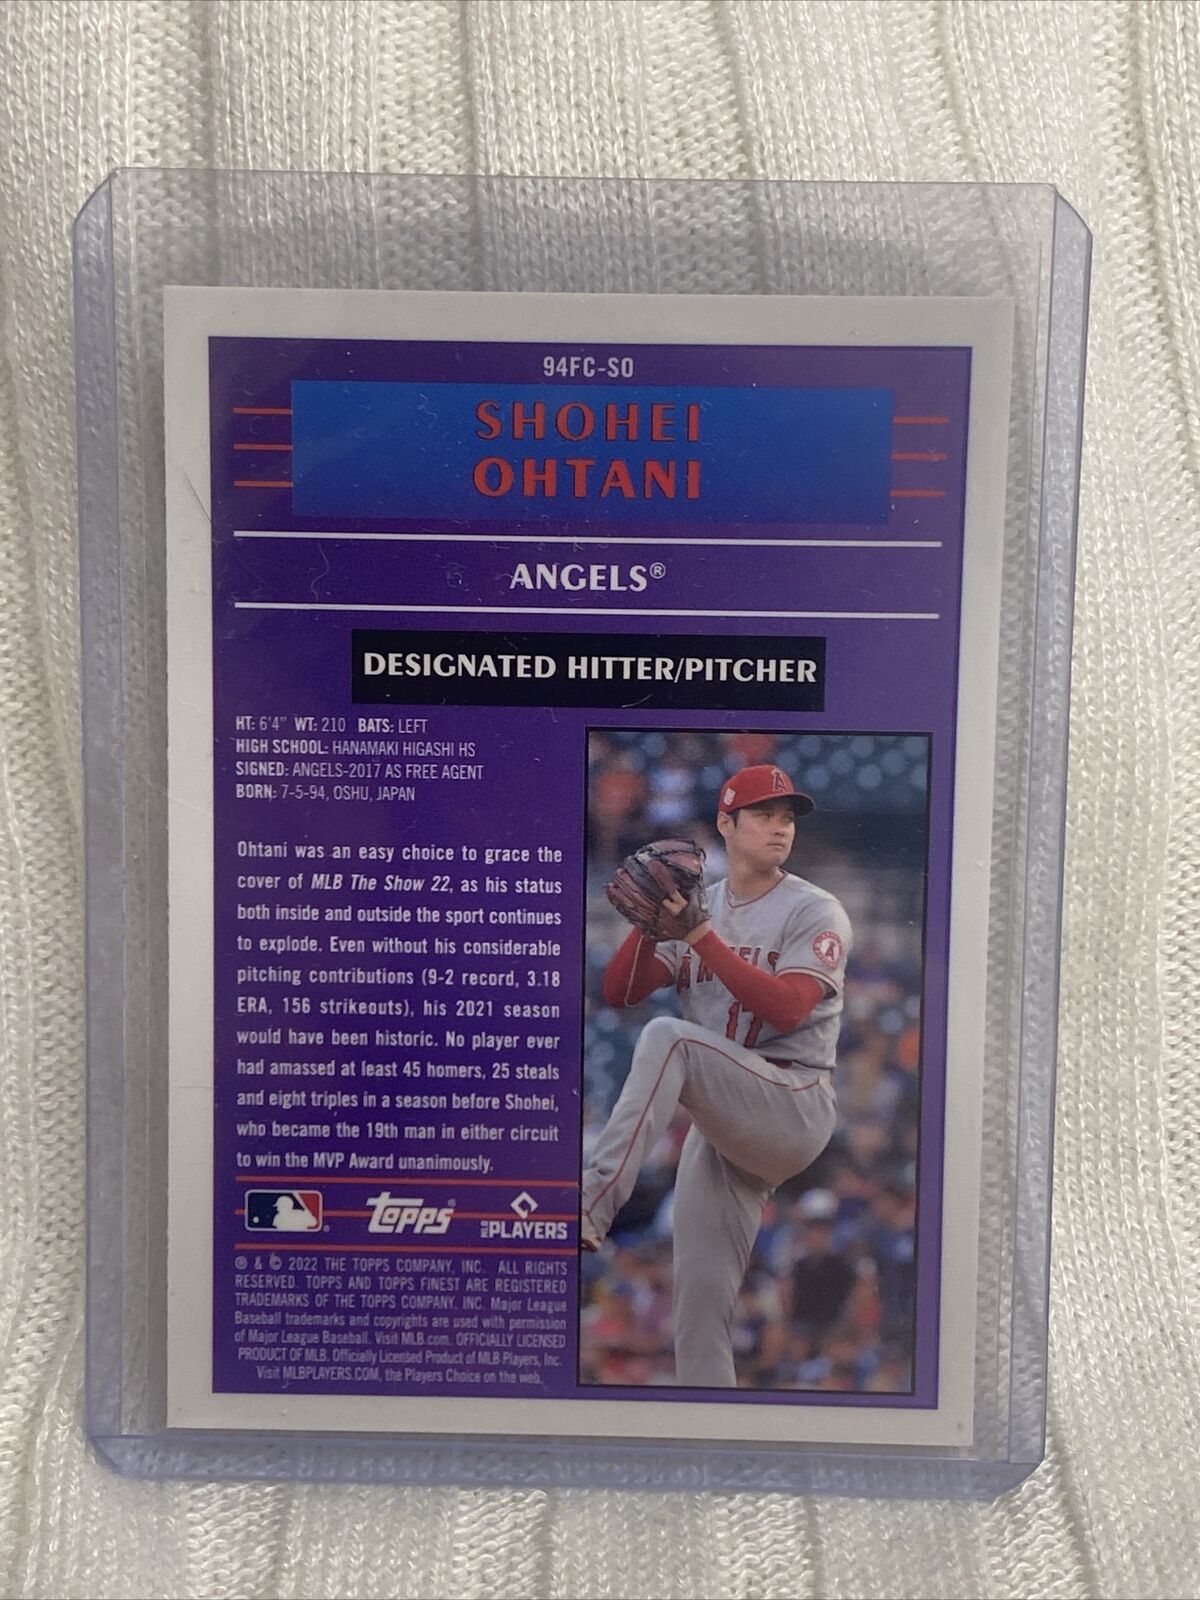 94FC-SO
SHOHEI
OHTANI
ANGELS®
DESIGNATED HITTER/PITCHER
HT: 6'4" WT: 210 BATS: LEFT
HIGH SCHOOL: HANAMAKI HIGASHI HS
SIGNED: ANGELS-2017 AS FREE AGENT
BORN: 7-5-94, OSHU, JAPAN
Ohtani was an easy choice to grace the
cover of MLB The Show 22, as his status
both inside and outside the sport continues
to explode. Even without his considerable
pitching contributions (9-2 record, 3.18
ERA, 156 strikeouts), his 2021 season
would have been historic. No player ever
had amassed at least 45 homers, 25 steals
and eight triples in a season before Shohei,
who became the 19th man in either circuit
to win the MVP Award unanimously.
A
A
ANGELS
17
topps®
MLB PLAYERS
® & © 2022 THE TOPPS COMPANY, INC. ALL RIGHTS
RESERVED. TOPPS AND TOPPS FINEST ARE REGISTERED
TRADEMARKS OF THE TOPPS COMPANY, INC. Major League
Baseball trademarks and copyrights are used with permission
of Major League Baseball. Visit MLB.com. OFFICIALLY LICENSED
PRODUCT OF MLB. Officially Licensed Product of MLB Players, Inc.
Visit MLBPLAYERS.COM, the Players Choice on the web.